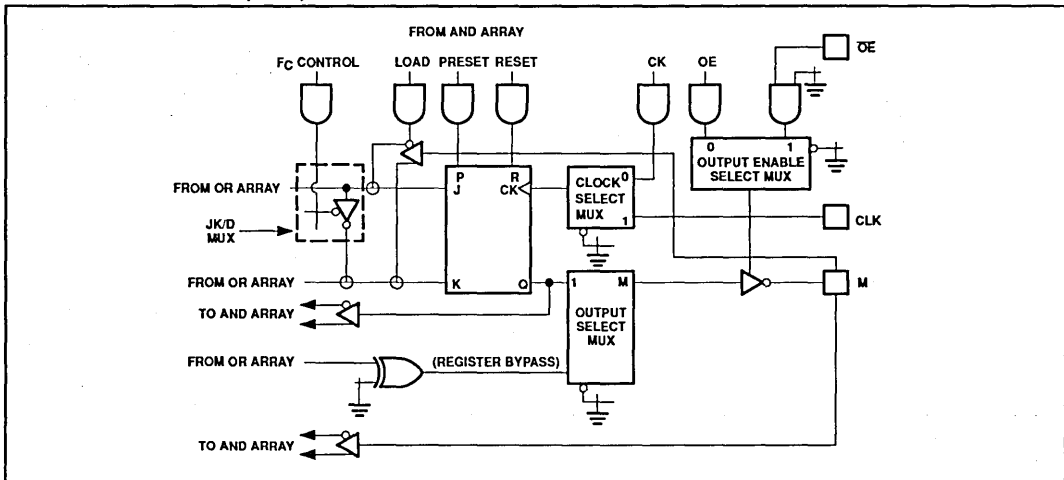 FROM AND ARRAY
FC CONTROL LOAD PRESET RESET CK OE
OE
0 1
OUTPUT ENABLE
SELECT MUX
FROM OR ARRAY
P R
J CK
CLOCK 0
SELECT
MUX 1
CLK
JK/D
MUX
FROM OR ARRAY
K Q
1 M
M
OUTPUT
SELECT
MUX
TO AND ARRAY
FROM OR ARRAY
(REGISTER BYPASS)
TO AND ARRAY